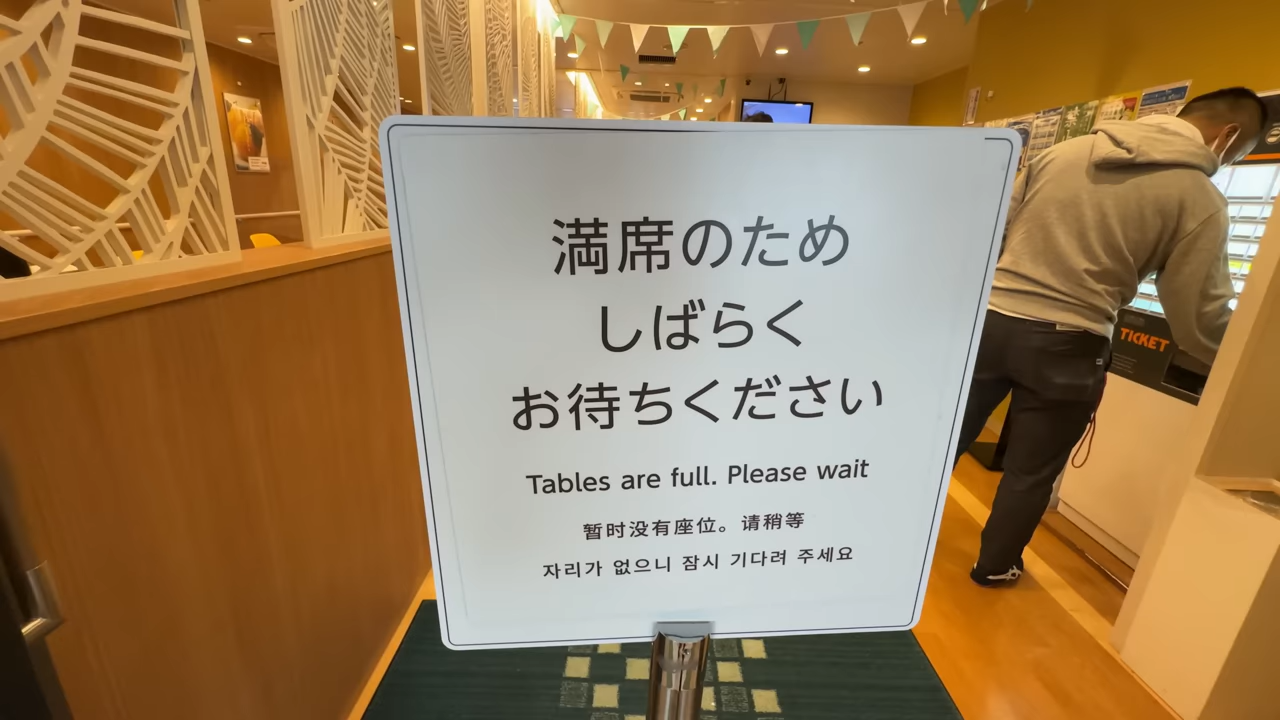 満席のため
しばらく
お待ちください
Tables are full. Please wait
暂时没有座位。请稍等
자리가 없으니 잠시 기다려 주세요
TICKET